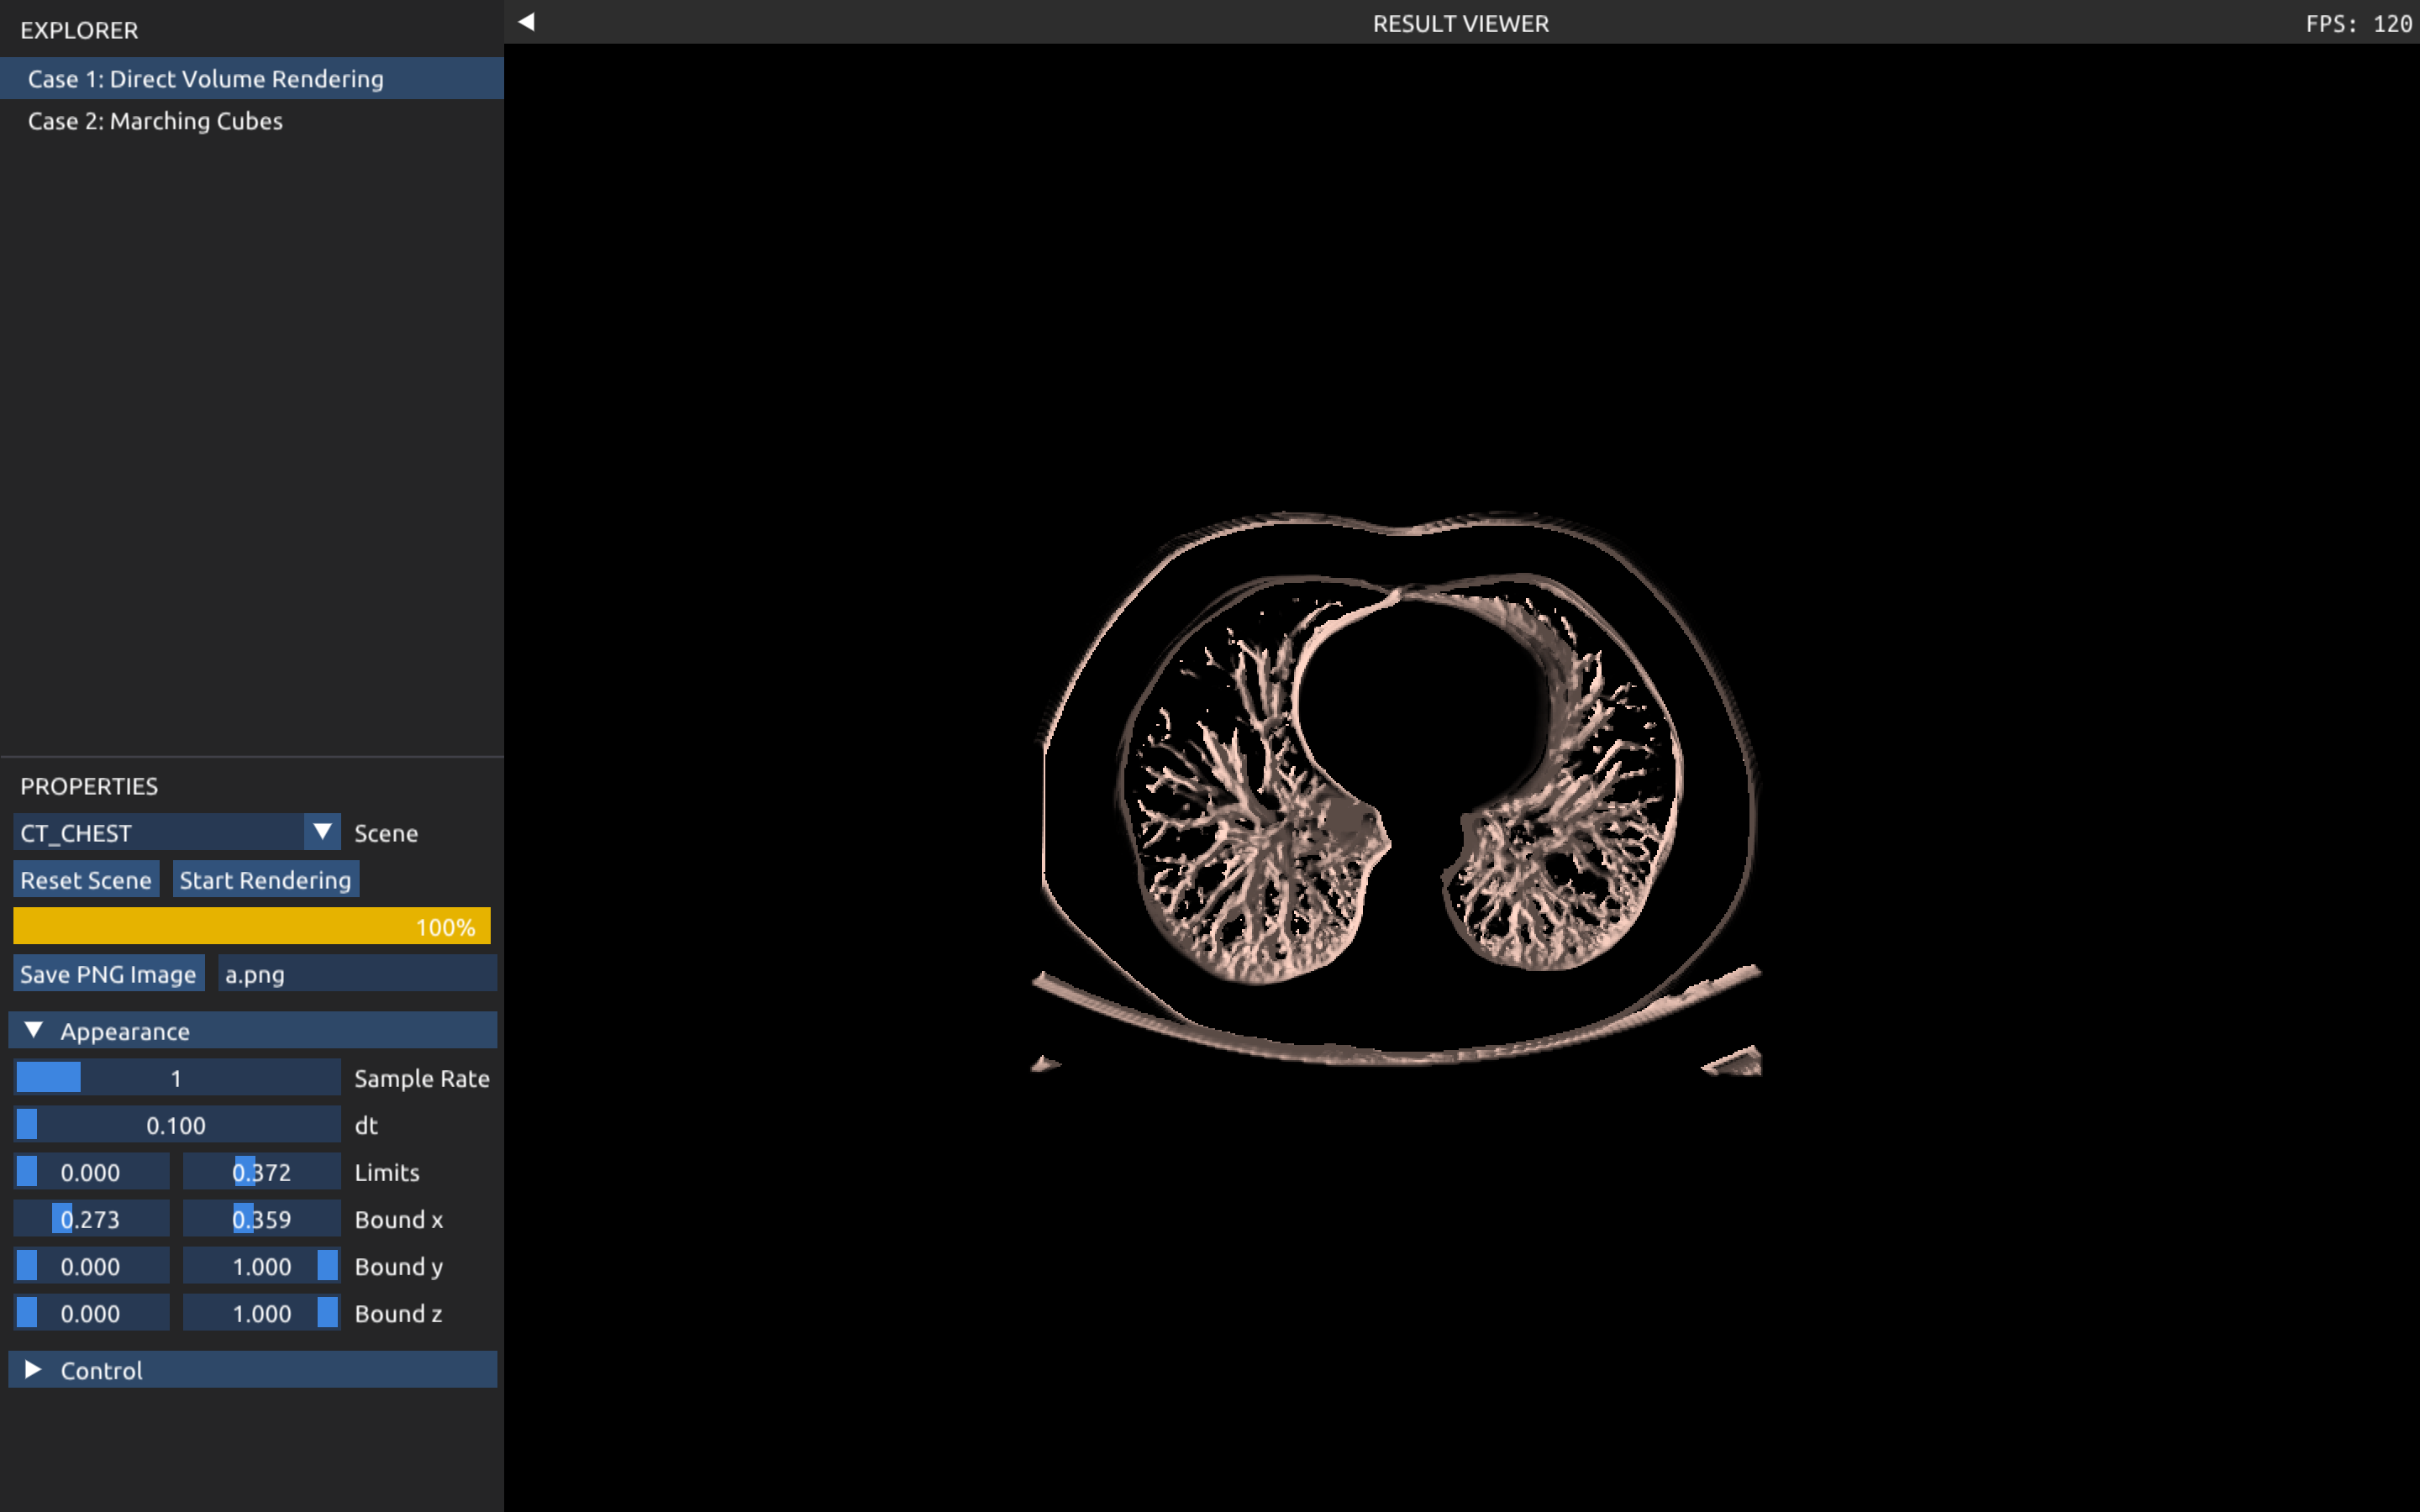 EXPLORER
Case 1: Direct Volume Rendering
Case 2: Marching Cubes
PROPERTIES
CT_CHEST Scene
Reset Scene Start Rendering
100%
Save PNG Image a.png
Appearance
1 Sample Rate
0.100 dt
0.000 0.372 Limits
0.273 0.359 Bound x
0.000 1.000 Bound y
0.000 1.000 Bound z
Control
RESULT VIEWER
FPS: 120